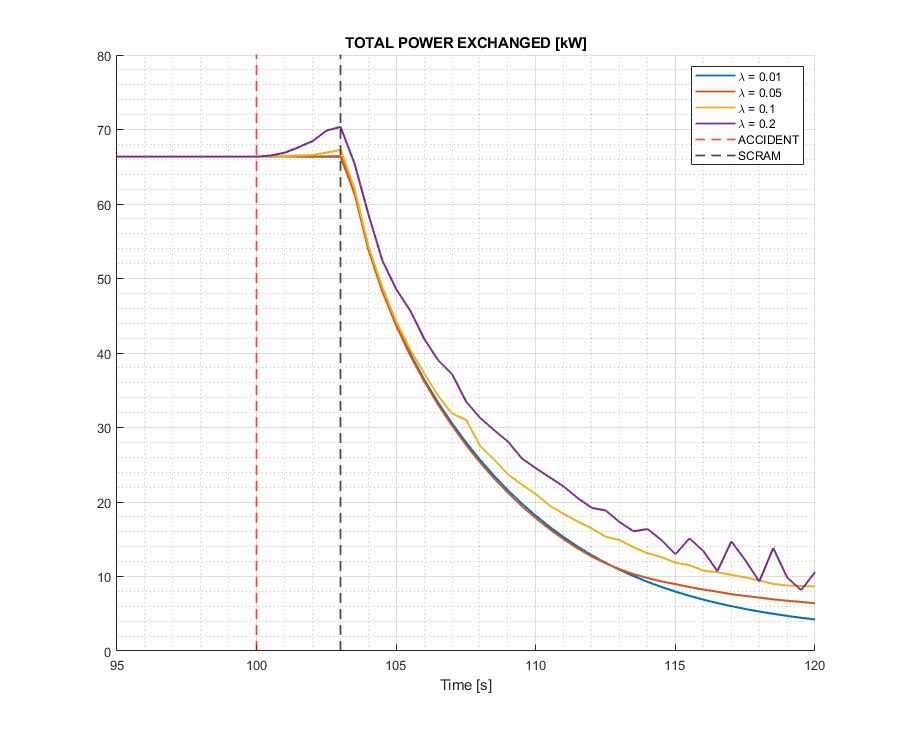 TOTAL POWER EXCHANGED [kW]
80
70
60
50
40
30
20
10
0
95
100
105
110
115
120
Time [s]
λ = 0.01
λ = 0.05
λ = 0.1
λ = 0.2
ACCIDENT
SCRAM